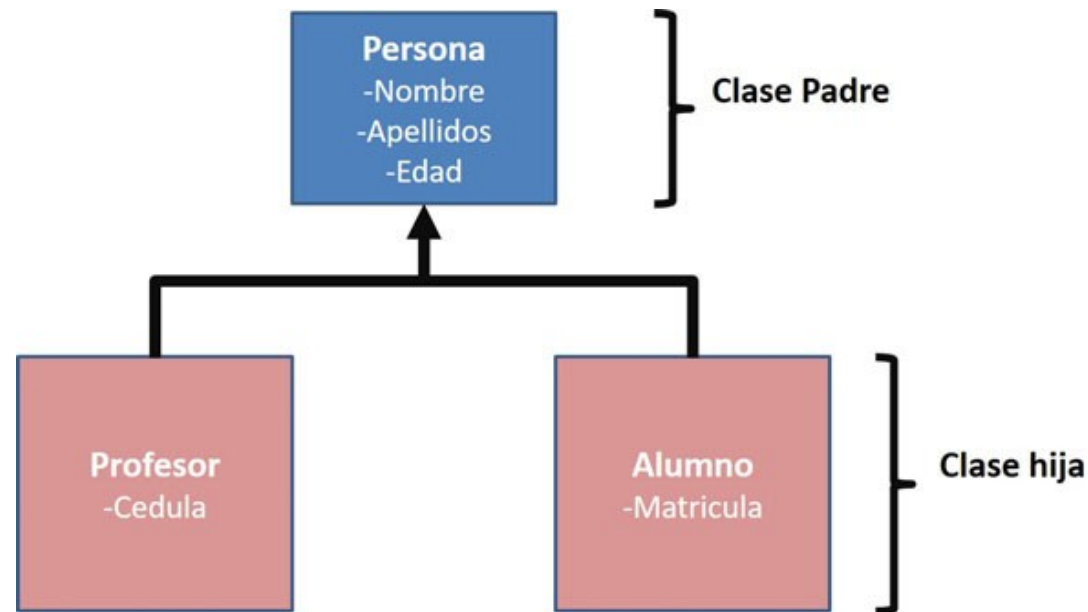 Persona
-Nombre
-Apellidos
-Edad
Clase Padre
Profesor
-Cedula
Alumno
-Matricula
Clase hija